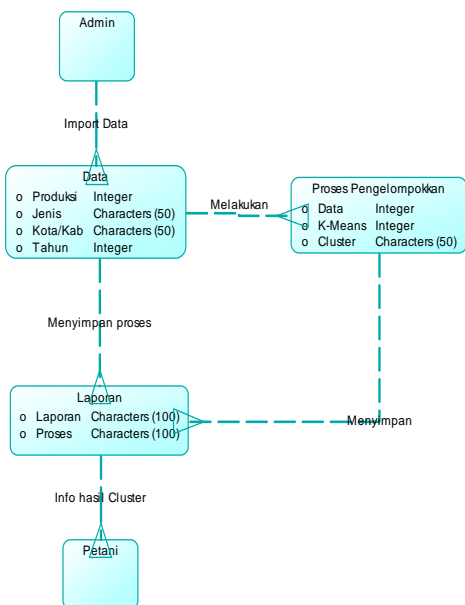 Admin
Import Data
Data
o Produksi Integer
o Jenis Characters (50)
o Kota/Kab Characters (50)
o Tahun Integer
Melakukan
Proses Pengelompokkan
o Data Integer
o K-Means Integer
o Cluster Characters (50)
Menyimpan proses
Laporan
o Laporan Characters (100)
o Proses Characters (100)
Menyimpan
Info hasil Cluster
Petani